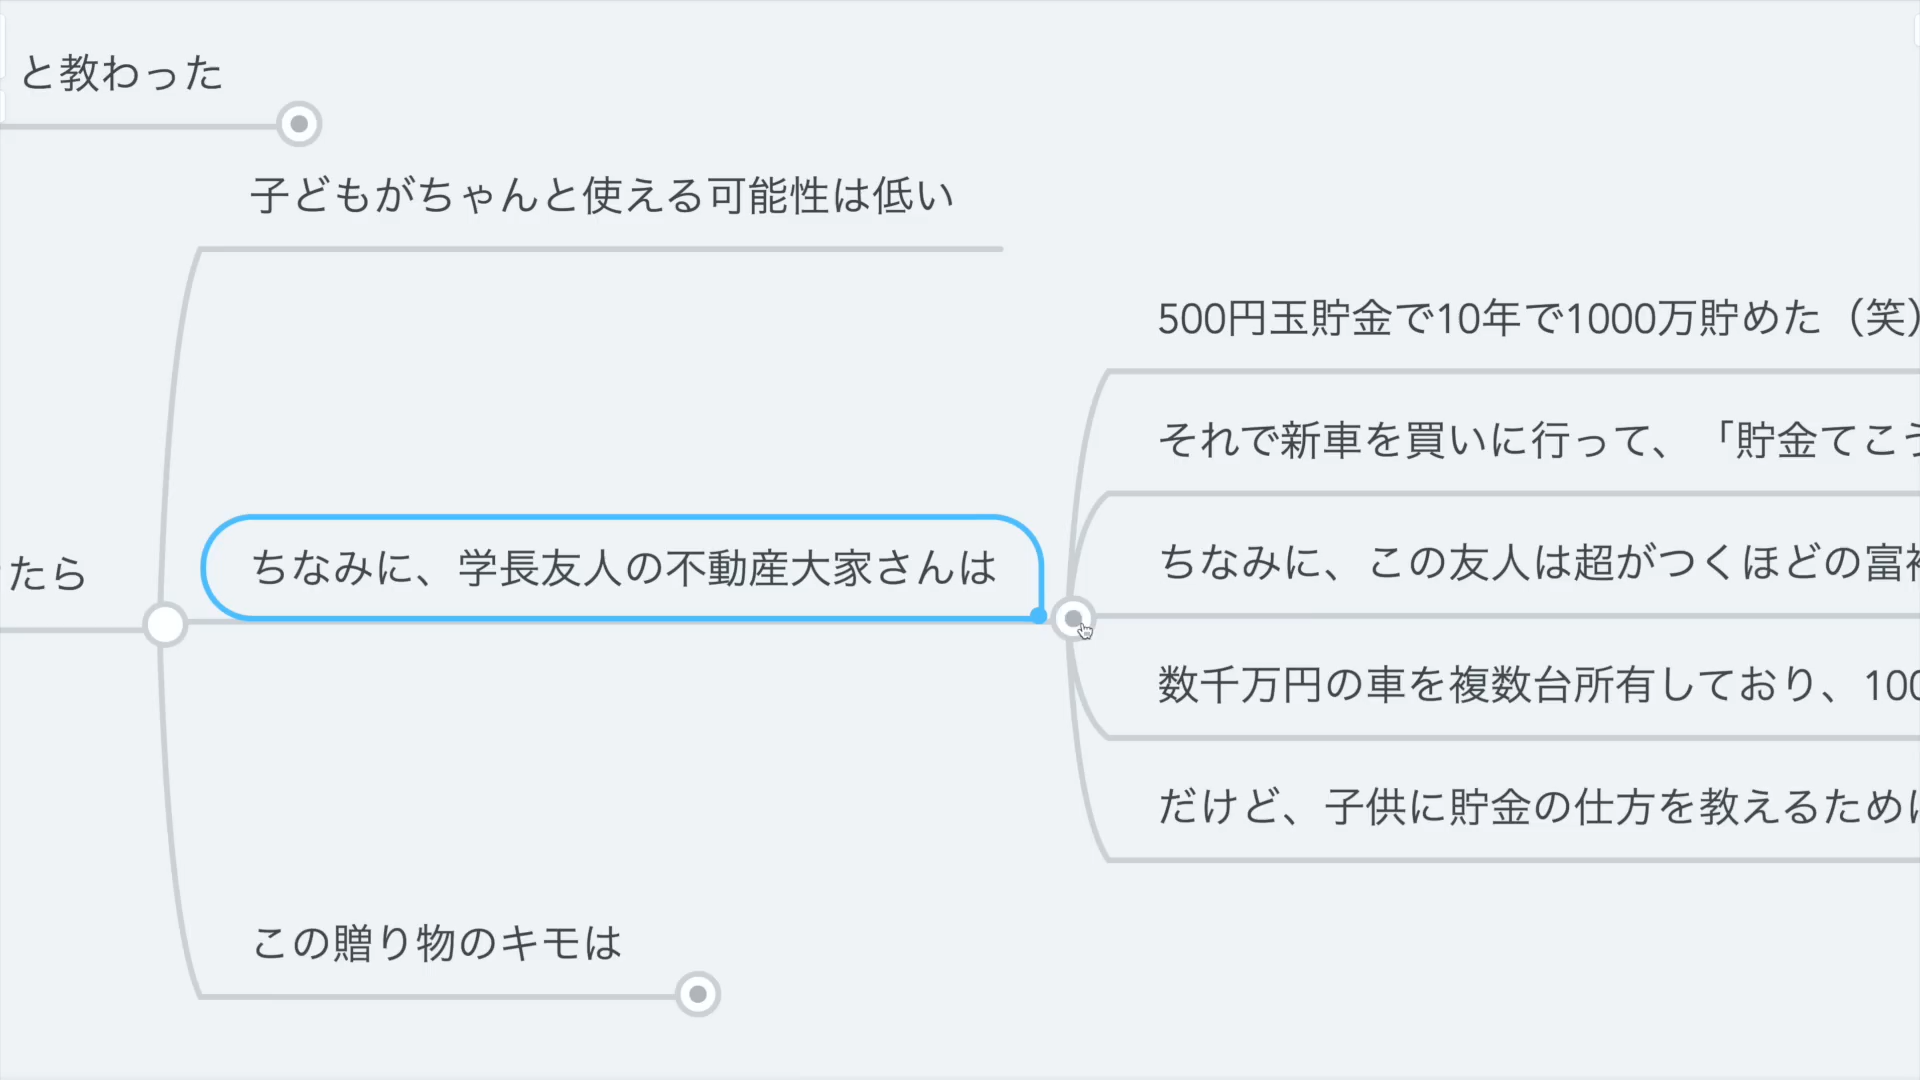 と教わった
子どもがちゃんと使える可能性は低い
500円玉貯金で10年で1000万貯めた（笑）
それで新車を買いに行って、「貯金てこう
たら
ちなみに、学長友人の不動産大家さんは
ちなみに、この友人は超がつくほどの富裕
数千万円の車を複数台所有しており、100
だけど、子供に貯金の仕方を教えるために
この贈り物のキモは